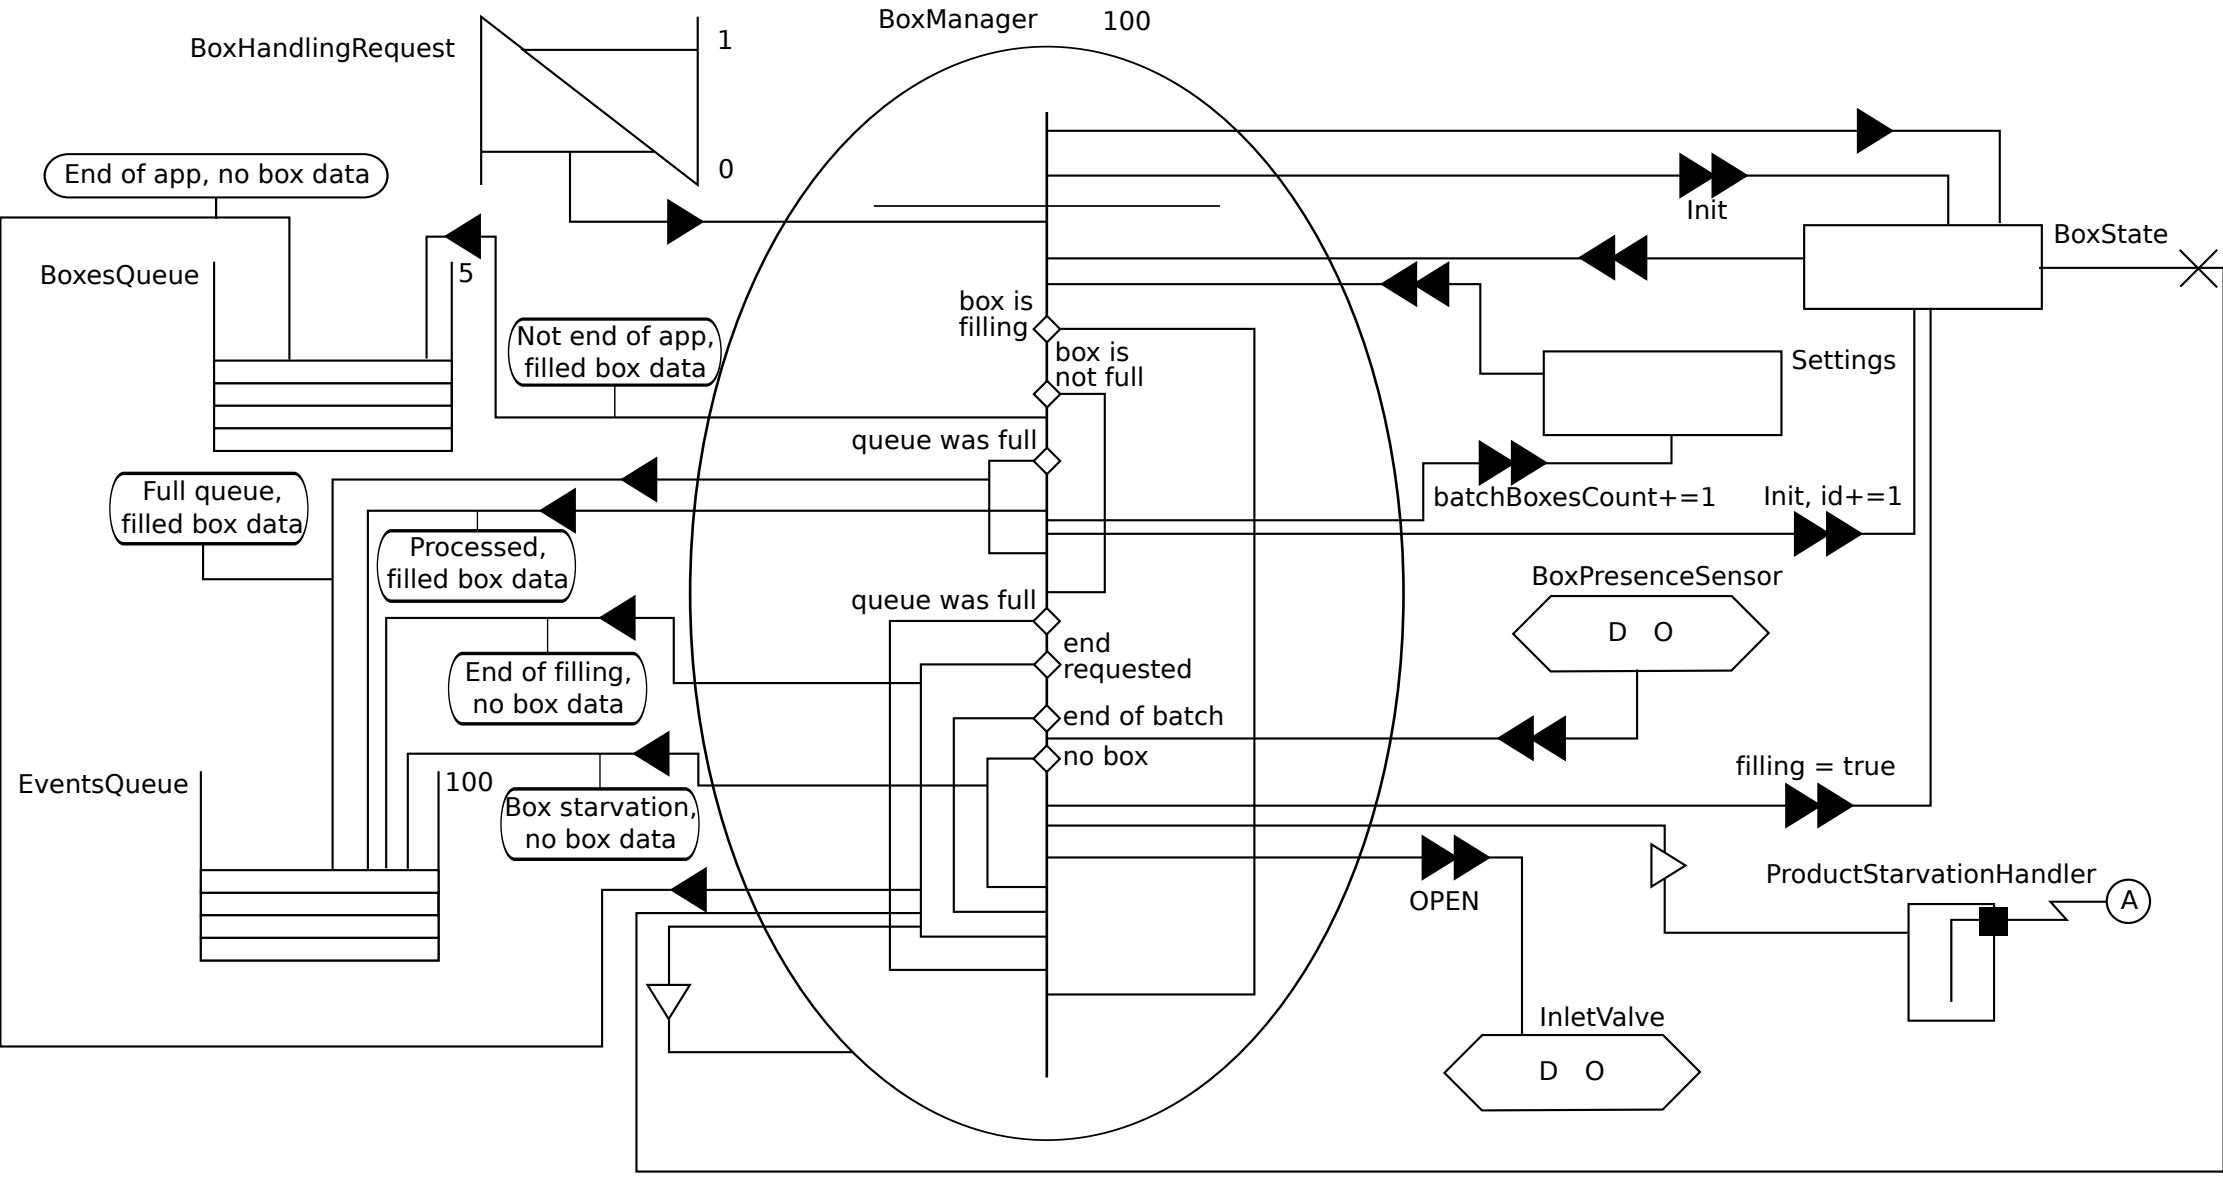 BoxManager
100
BoxHandlingRequest
1
0
End of app, no box data
Init
BoxState
BoxesQueue
5
box is
filling
Not end of app,
filled box data
box is
not full
Settings
queue was full
Full queue,
filled box data
batchBoxesCount+=1
Init, id+=1
Processed,
filled box data
BoxPresenceSensor
queue was full
D O
end
requested
End of filling,
no box data
end of batch
no box
filling = true
EventsQueue
100
Box starvation,
no box data
ProductStarvationHandler
A
OPEN
InletValve
D O